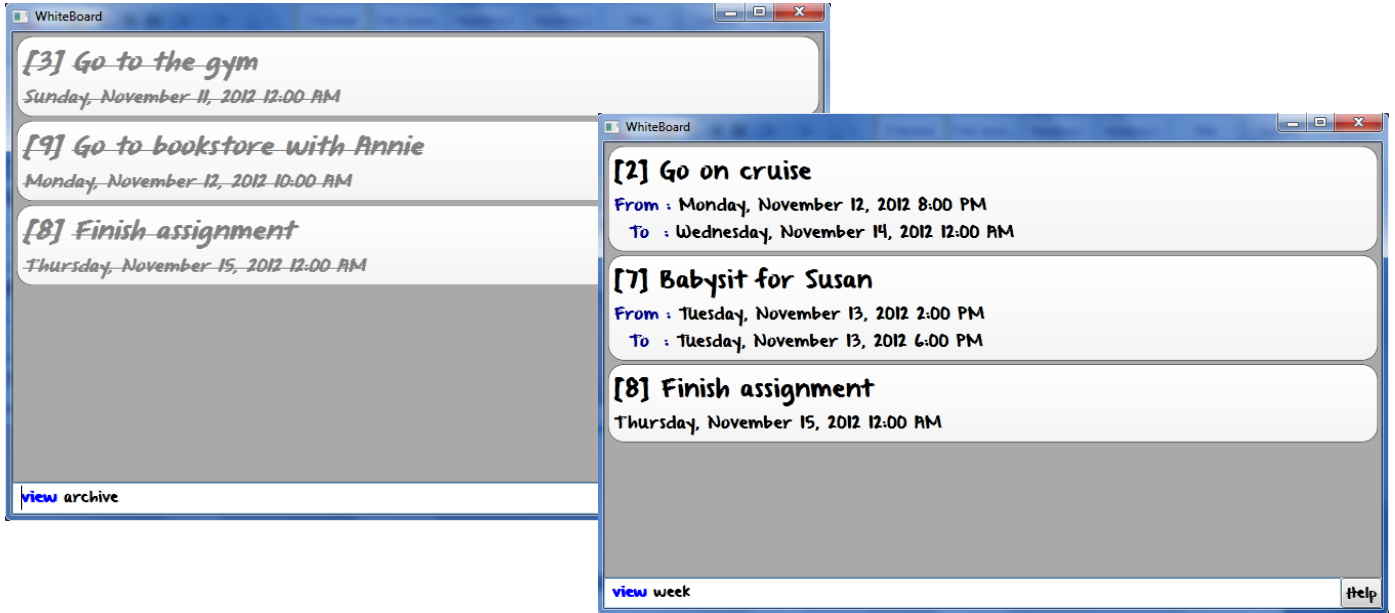 WhiteBoard
[3] Go to the gym
Sunday, November 11, 2012 12:00 AM
[9] Go to bookstore with Annie
Monday, November 12, 2012 10:00 AM
[8] Finish assignment
Thursday, November 15, 2012 12:00 AM
view archive
WhiteBoard
[2] Go on cruise
From : Monday, November 12, 2012 8:00 PM
To : Wednesday, November 14, 2012 12:00 AM
[7] Babysit for Susan
From : Tuesday, November 13, 2012 2:00 PM
To : Tuesday, November 13, 2012 6:00 PM
[8] Finish assignment
Thursday, November 15, 2012 12:00 AM
view week
Help